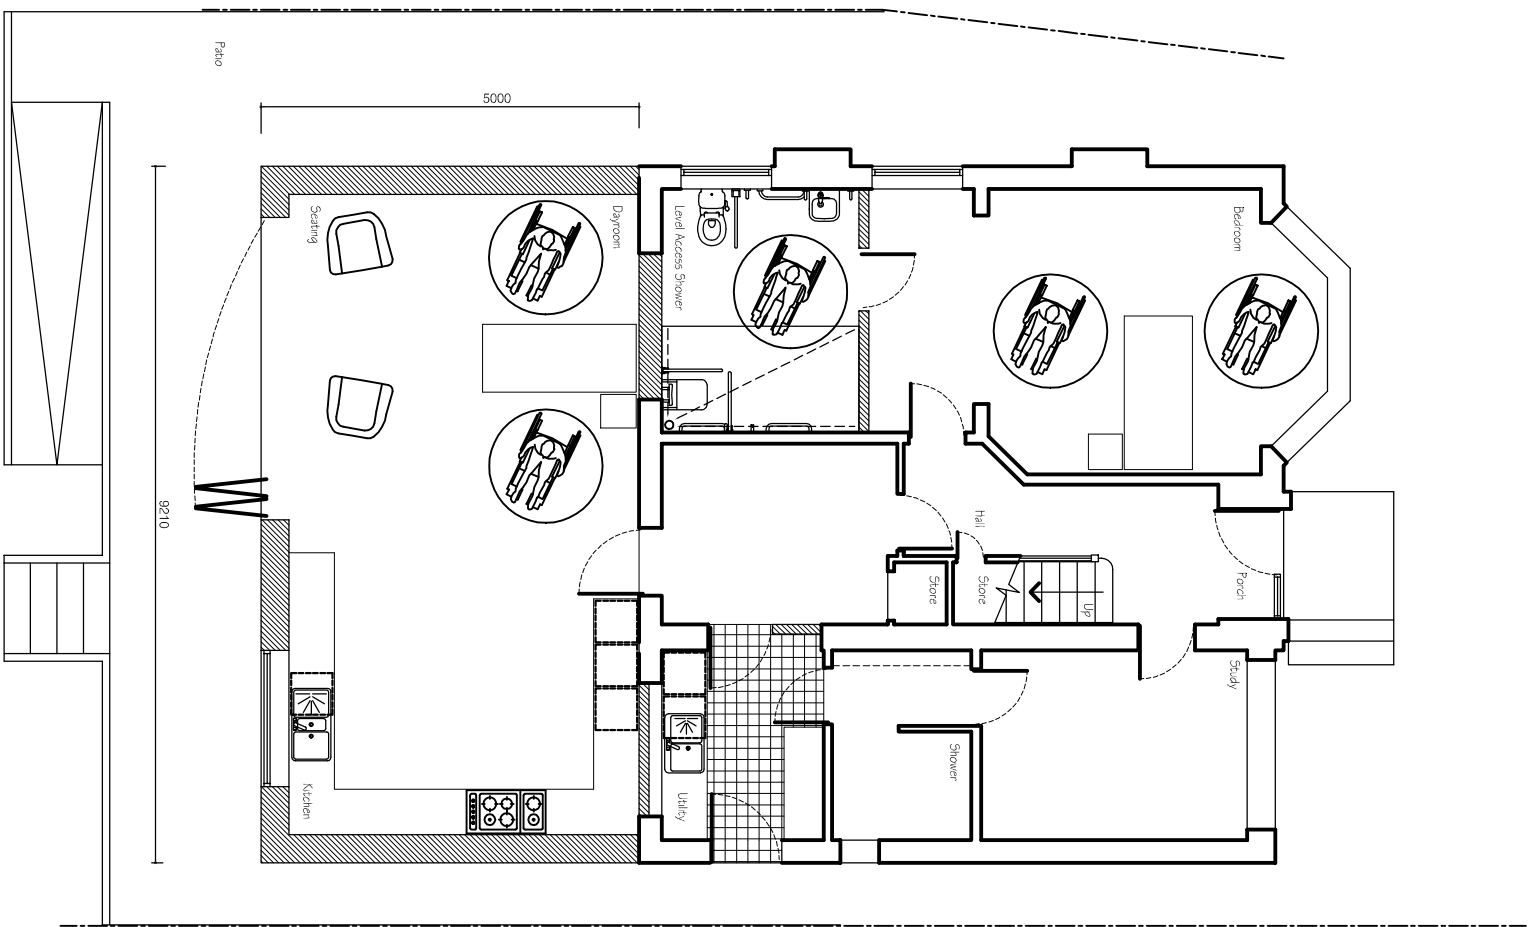 Patio
5000
9210
Seating
Dayroom
Level Access Shower
Bedroom
Hall
Store
Store
Up
Porch
Study
Shower
Utility
Kitchen